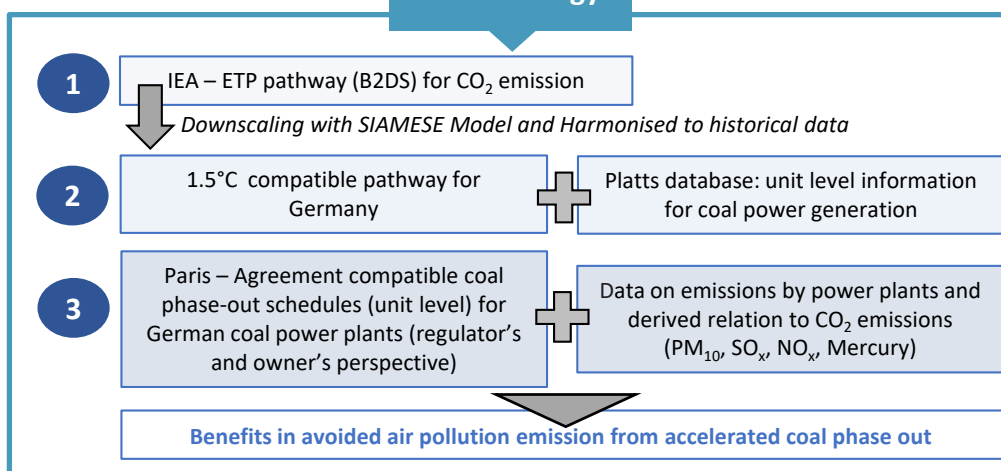 1
IEA – ETP pathway (B2DS) for CO₂ emission
Downscaling with SIAMESE Model and Harmonised to historical data
2
1.5°C compatible pathway for
Germany
Platts database: unit level information
for coal power generation
3
Paris – Agreement compatible coal
phase-out schedules (unit level) for
German coal power plants (regulator's
and owner's perspective)
Data on emissions by power plants and
derived relation to CO₂ emissions
(PM₁₀, SOₓ, NOₓ, Mercury)
Benefits in avoided air pollution emission from accelerated coal phase out